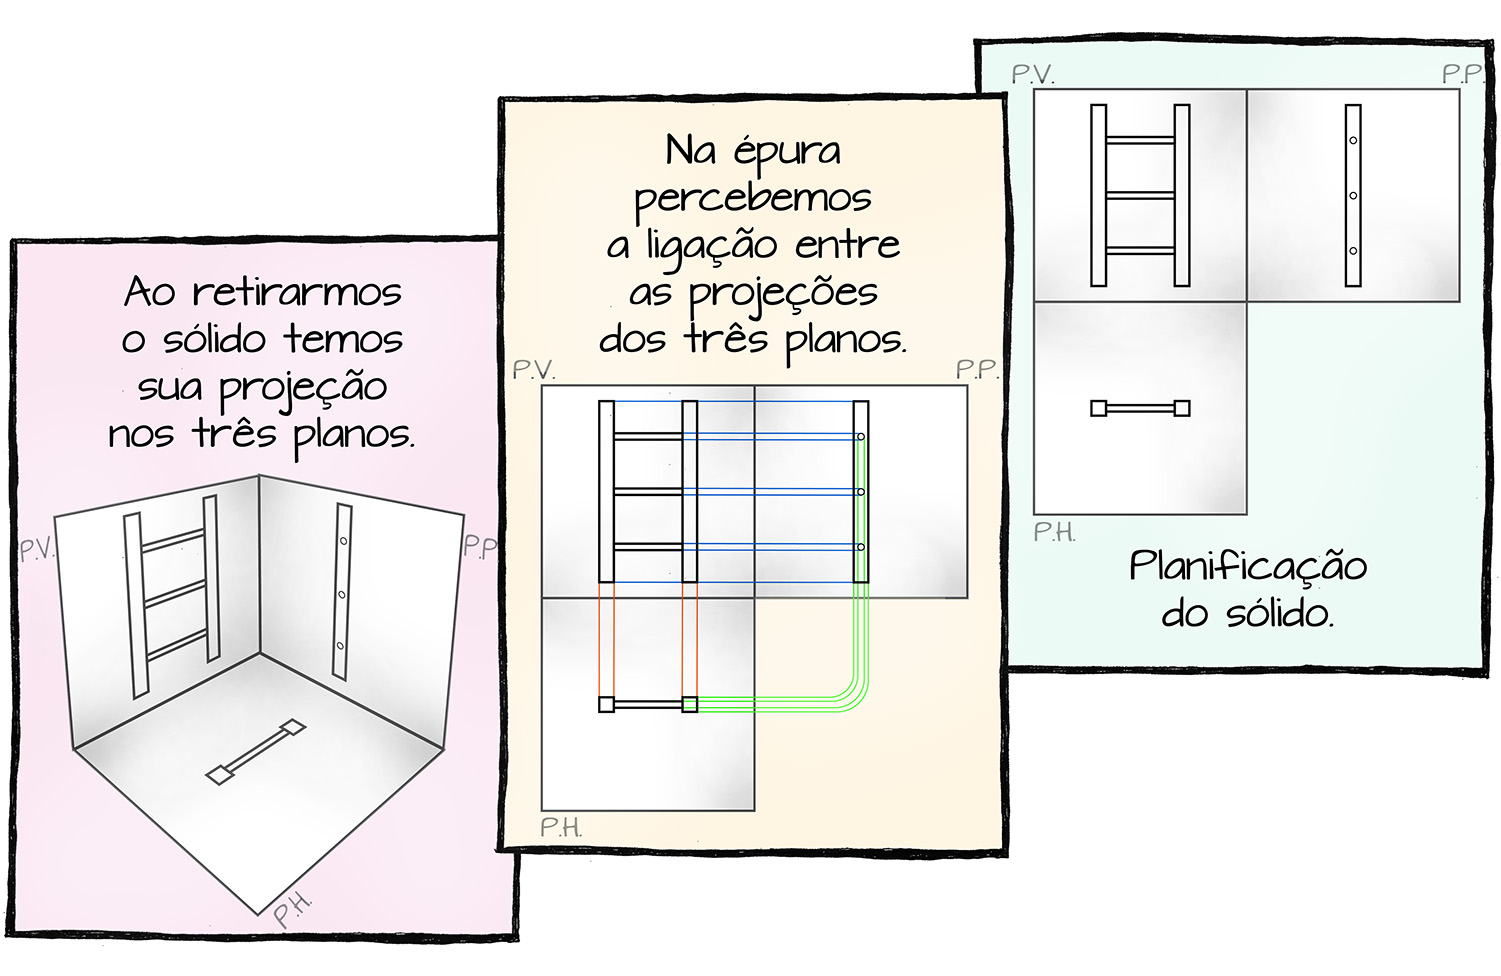 Ao retirarmos
o sólido temos
sua projeção
nos três planos.
P.V.
P.P
P.H.
Na épura
percebemos
a ligação entre
as projeções
dos três planos.
P.V.
P.P.
P.H.
P.V.
P.P.
P.H.
Planificação
do sólido.